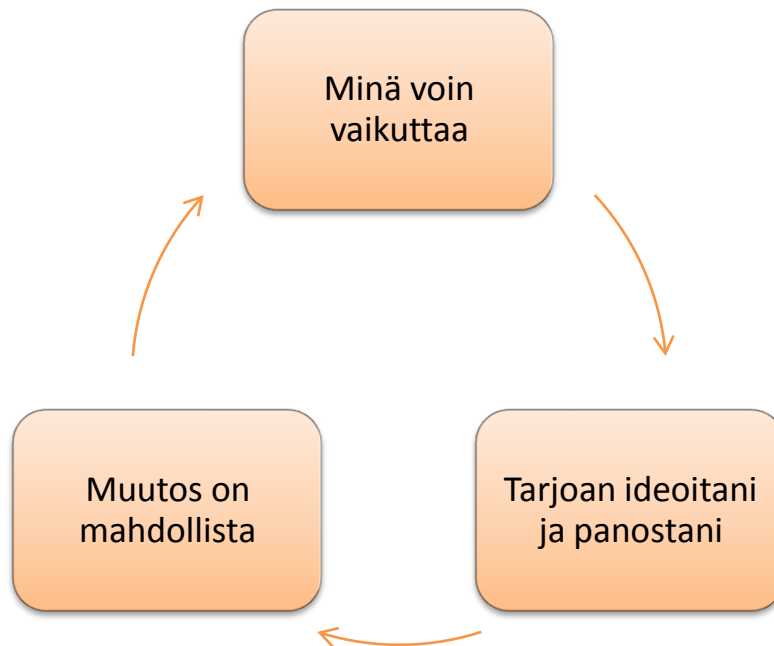 Minä voin
vaikuttaa
Tarjoan ideoitani
ja panostani
Muutos on
mahdollista